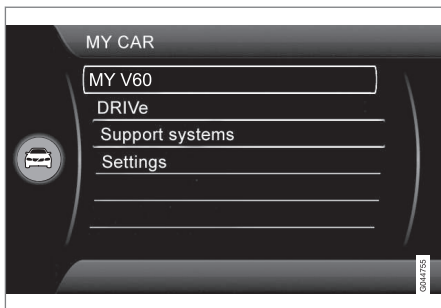 MY CAR
MY V60
DRIVe
Support systems
Settings
G044755